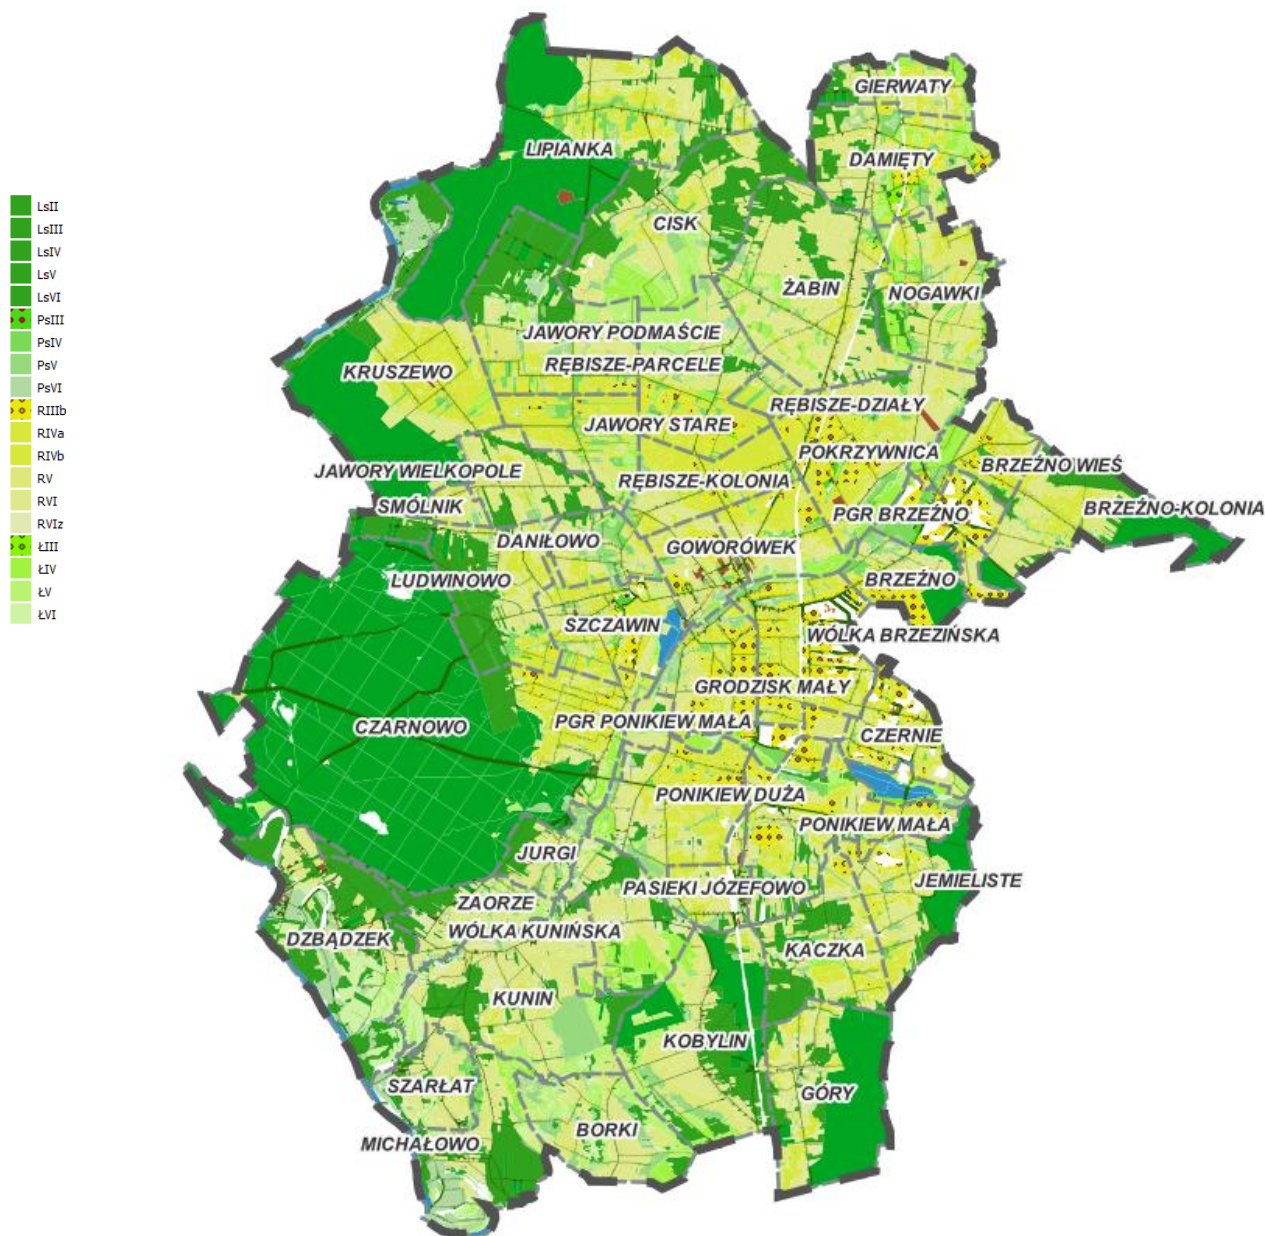 LsII
LsIII
LsIV
LsV
LsVI
PsIII
PsIV
PsV
PsVI
RIIIb
RIVa
RIVb
RV
RVI
RVIz
ŁIII
ŁIV
ŁV
ŁVI
GIERWATY
LIPIANKA
DAMIĘTY
CISK
ŻABIN
NOGAWKI
JAWORY PODMAŚCIE
RĘBISZE-PARCELE
KRUSZEWO
RĘBISZE-DZIAŁY
JAWORY STARE
POKRZYWNICA
BRZEŹNO WIEŚ
JAWORY WIELKOPOLE
RĘBISZE-KOLONIA
SMÓLNIK
PGR BRZEŹNO
BRZEŹNO-KOLONIA
DANIŁOWO
GOWORÓWEK
LUDWINOWO
BRZEŹNO
SZCZAWIN
WÓLKA BRZEZIŃSKA
GRODZISK MAŁY
CZARNOWO
PGR PONIKIEW MAŁA
CZERNIE
PONIKIEW DUŻA
PONIKIEW MAŁA
JURGI
PASIEKI JÓZEFOWO
JEMIELISTE
ZAORZE
WÓLKA KUNIŃSKA
DZBĄDZEK
KACZKA
KUNIN
KOBYLIN
SZARŁAT
GÓRY
BORKI
MICHAŁOWO